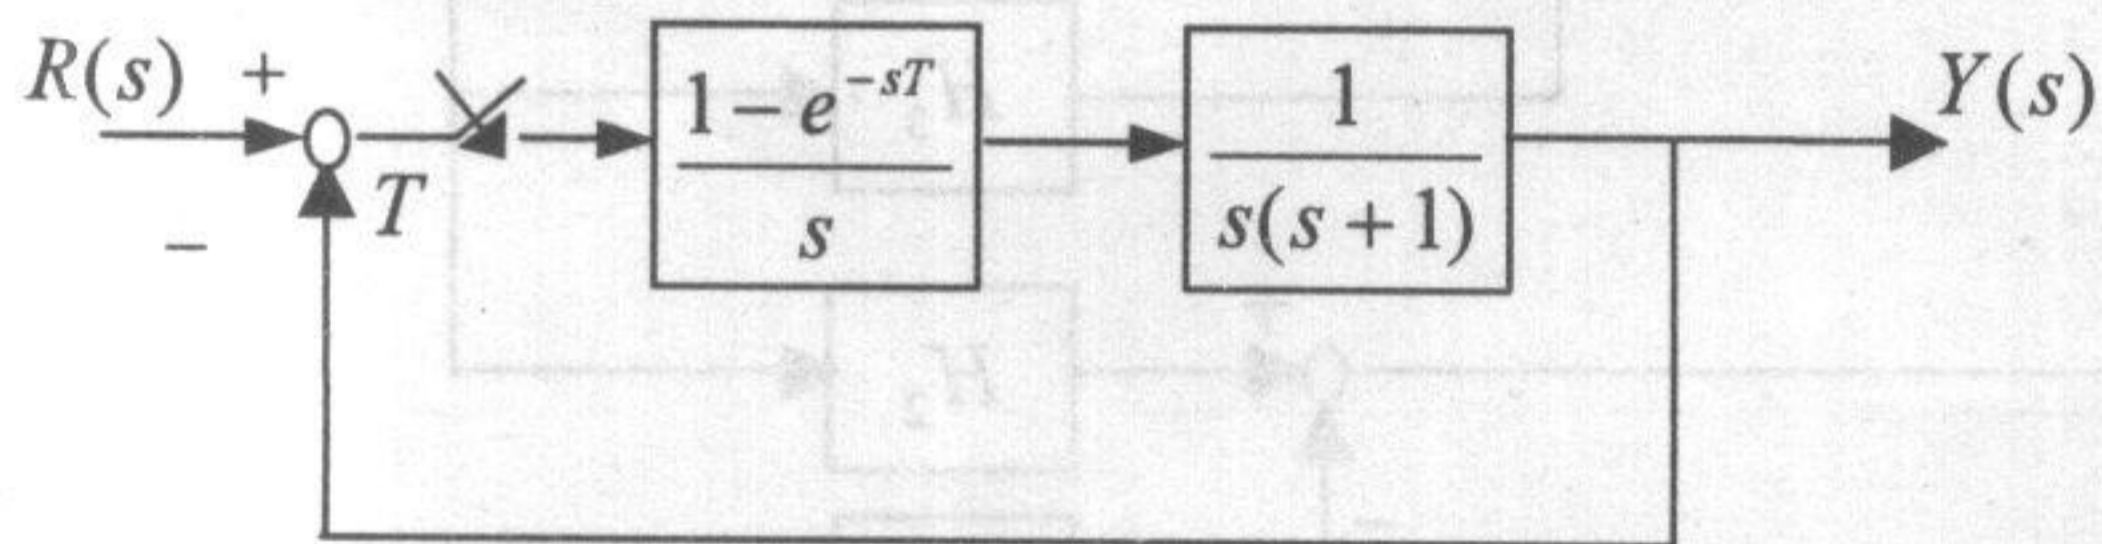 R(s) +
T
−
1 − e^{−sT}
s
1
s(s + 1)
Y(s)